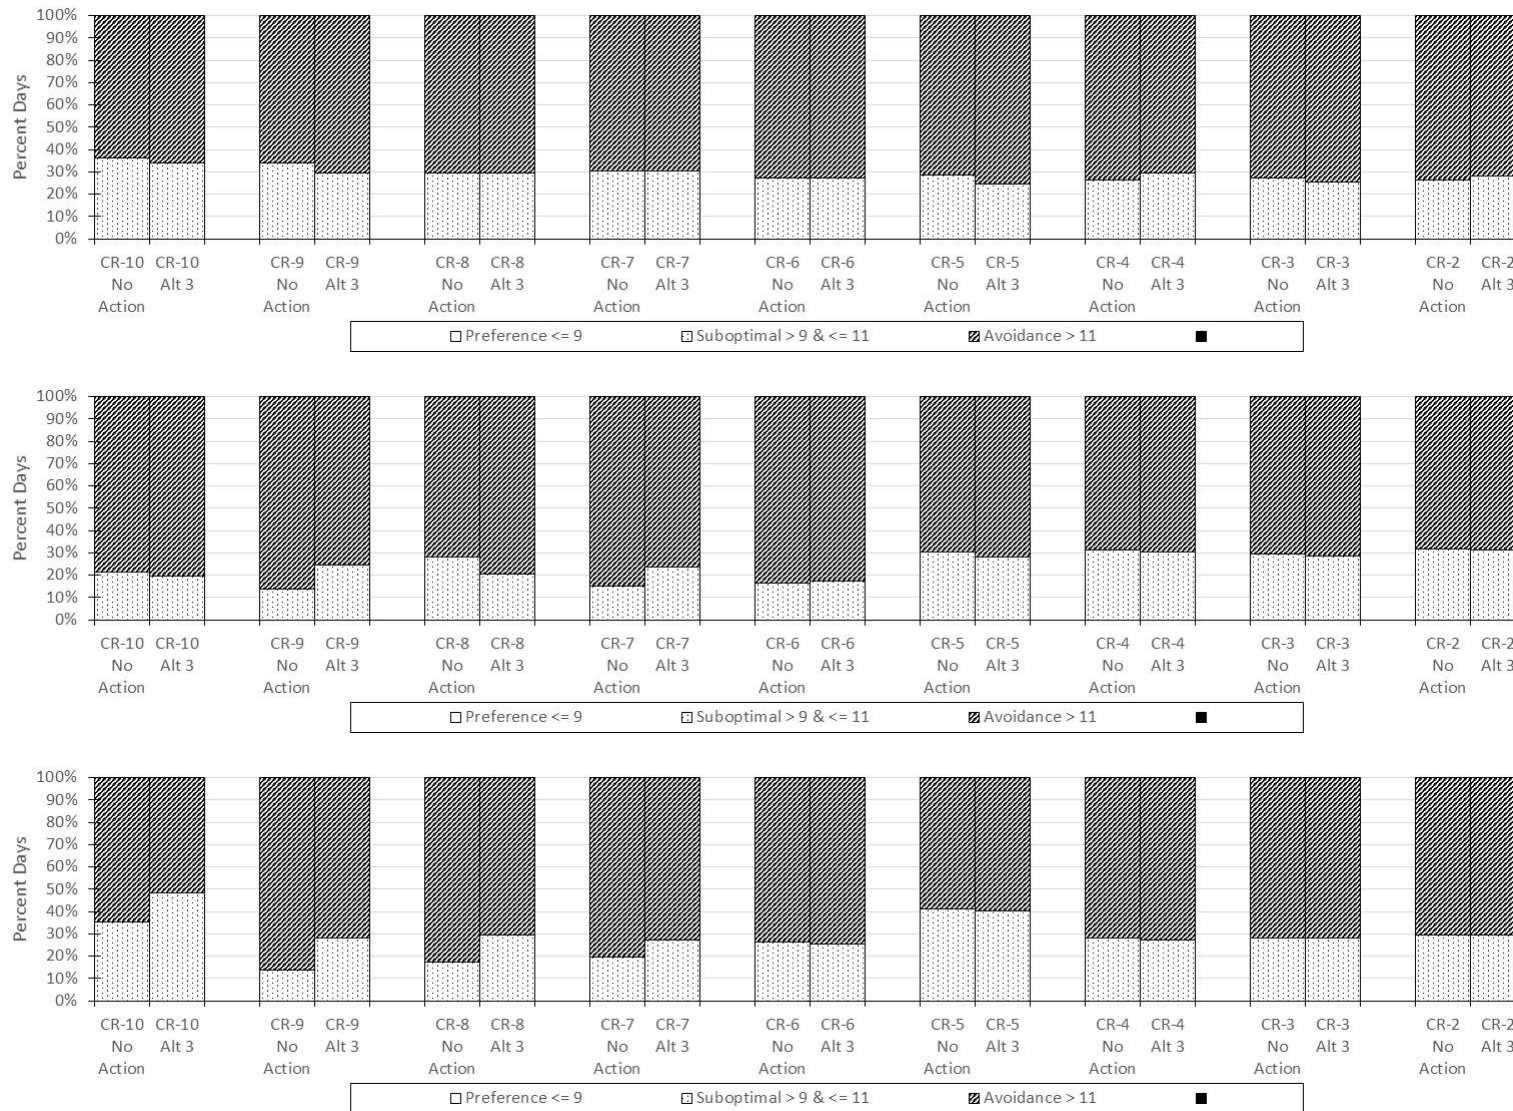 100%
90%
80%
70%
60%
50%
40%
30%
20%
10%
0%
Percent Days
CR-10 CR-10 CR-9 CR-9 CR-8 CR-8 CR-7 CR-7 CR-6 CR-6 CR-5 CR-5 CR-4 CR-4 CR-3 CR-3 CR-2 CR-2
No Alt 3 No Alt 3 No Alt 3 No Alt 3 No Alt 3 No Alt 3 No Alt 3 No Alt 3 No Alt 3
Action Action Action Action Action Action Action Action Action
Preference <= 9 Suboptimal > 9 & <= 11 Avoidance > 11
100%
90%
80%
70%
60%
50%
40%
30%
20%
10%
0%
Percent Days
CR-10 CR-10 CR-9 CR-9 CR-8 CR-8 CR-7 CR-7 CR-6 CR-6 CR-5 CR-5 CR-4 CR-4 CR-3 CR-3 CR-2 CR-2
No Alt 3 No Alt 3 No Alt 3 No Alt 3 No Alt 3 No Alt 3 No Alt 3 No Alt 3 No Alt 3
Action Action Action Action Action Action Action Action Action
Preference <= 9 Suboptimal > 9 & <= 11 Avoidance > 11
100%
90%
80%
70%
60%
50%
40%
30%
20%
10%
0%
Percent Days
CR-10 CR-10 CR-9 CR-9 CR-8 CR-8 CR-7 CR-7 CR-6 CR-6 CR-5 CR-5 CR-4 CR-4 CR-3 CR-3 CR-2 CR-2
No Alt 3 No Alt 3 No Alt 3 No Alt 3 No Alt 3 No Alt 3 No Alt 3 No Alt 3 No Alt 3
Action Action Action Action Action Action Action Action Action
Preference <= 9 Suboptimal > 9 & <= 11 Avoidance > 11